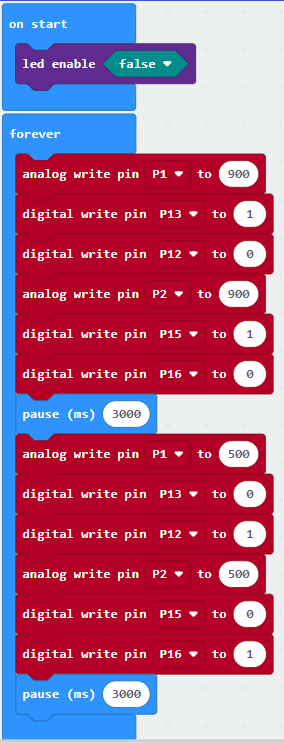 on start
led enable false
forever
analog write pin P1 to 900
digital write pin P13 to 1
digital write pin P12 to 0
analog write pin P2 to 900
digital write pin P15 to 1
digital write pin P16 to 0
pause (ms) 3000
analog write pin P1 to 500
digital write pin P13 to 0
digital write pin P12 to 1
analog write pin P2 to 500
digital write pin P15 to 0
digital write pin P16 to 1
pause (ms) 3000